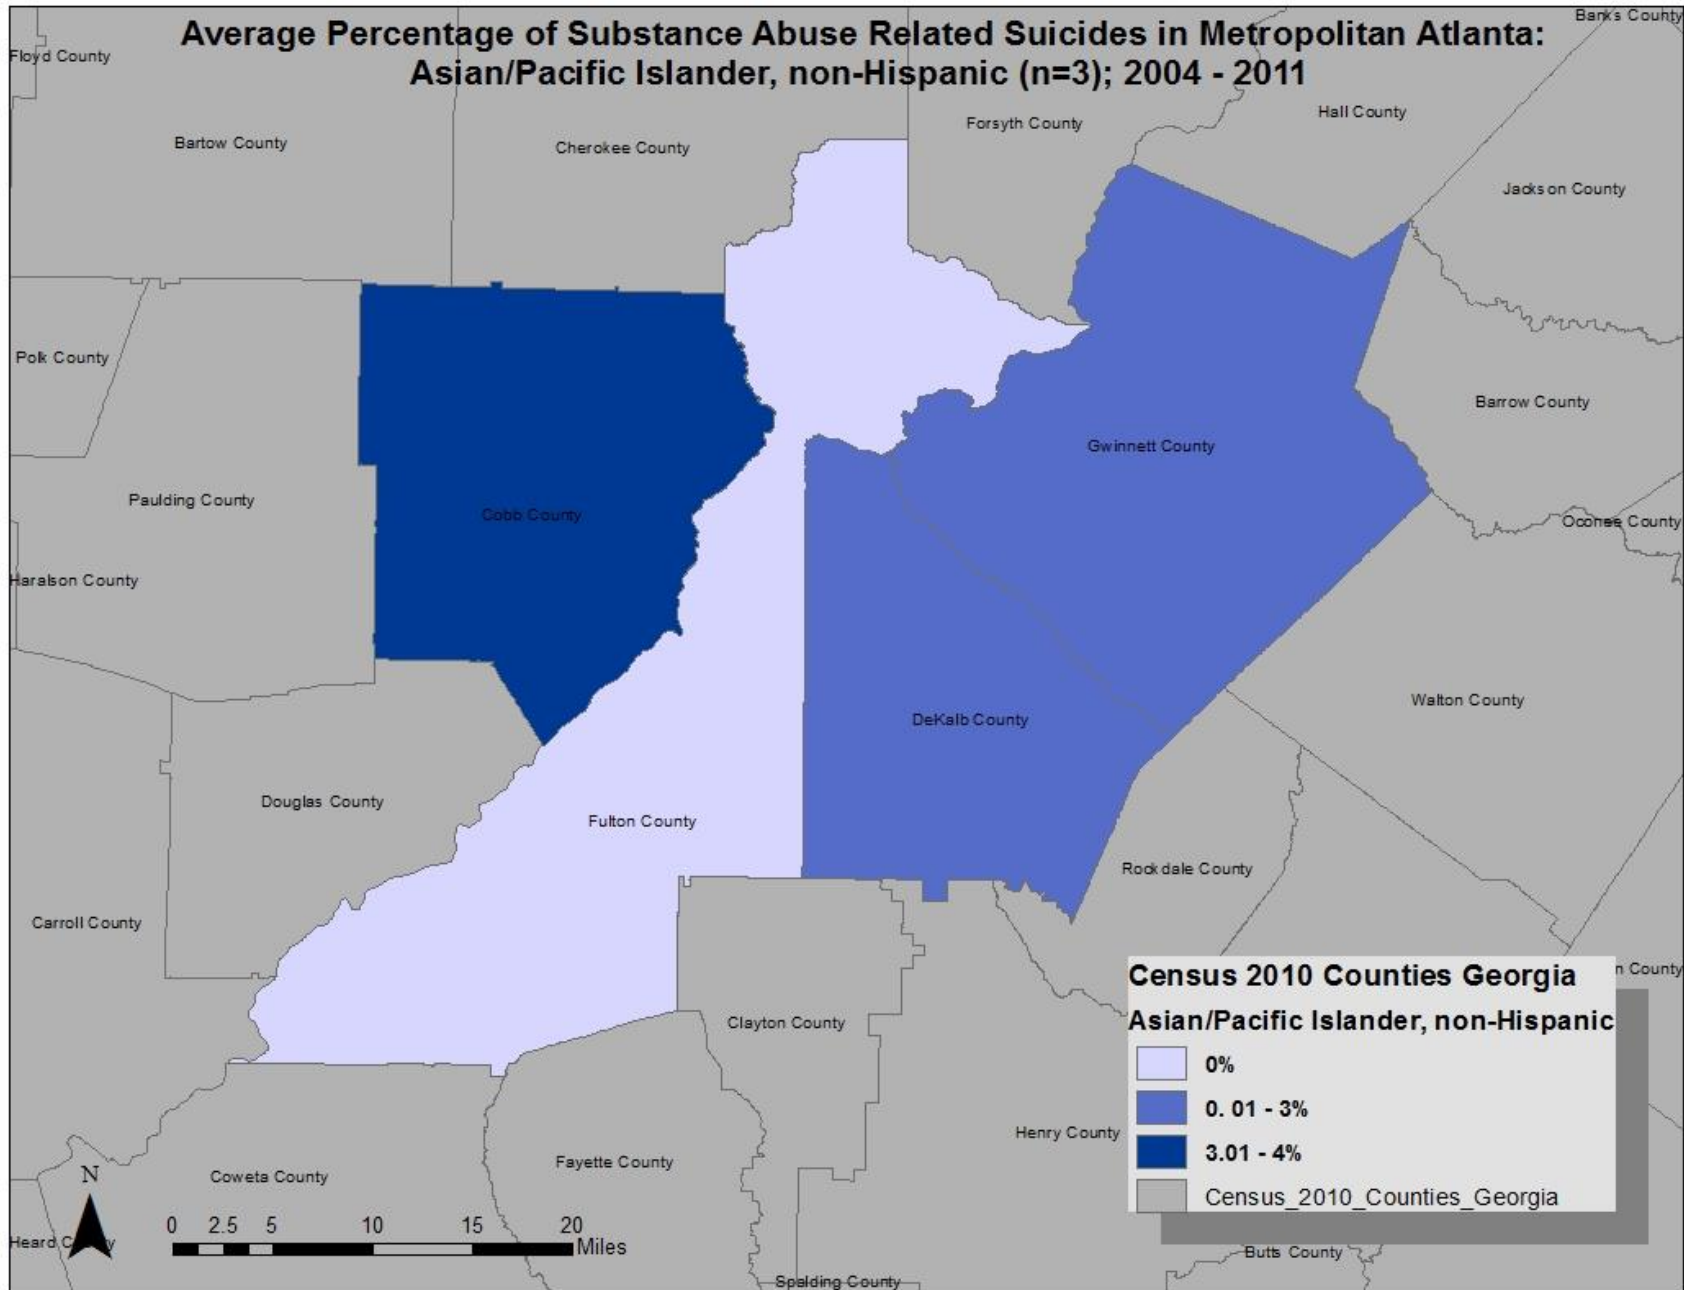 Average Percentage of Substance Abuse Related Suicides in Metropolitan Atlanta:
Asian/Pacific Islander, non-Hispanic (n=3); 2004 - 2011
Banks County
Floyd County
Hall County
Forsyth County
Bartow County
Cherokee County
Jackson County
Polk County
Barrow County
Gwinnett County
Paulding County
Cobb County
Oconee County
Haralson County
Walton County
DeKalb County
Douglas County
Fulton County
Rockdale County
Carroll County
n County
Clayton County
Henry County
Fayette County
Coweta County
Heard County
Butts County
Spalding County
Census 2010 Counties Georgia
Asian/Pacific Islander, non-Hispanic
0%
0. 01 - 3%
3.01 - 4%
Census_2010_Counties_Georgia
N
0 2.5 5 10 15 20
Miles